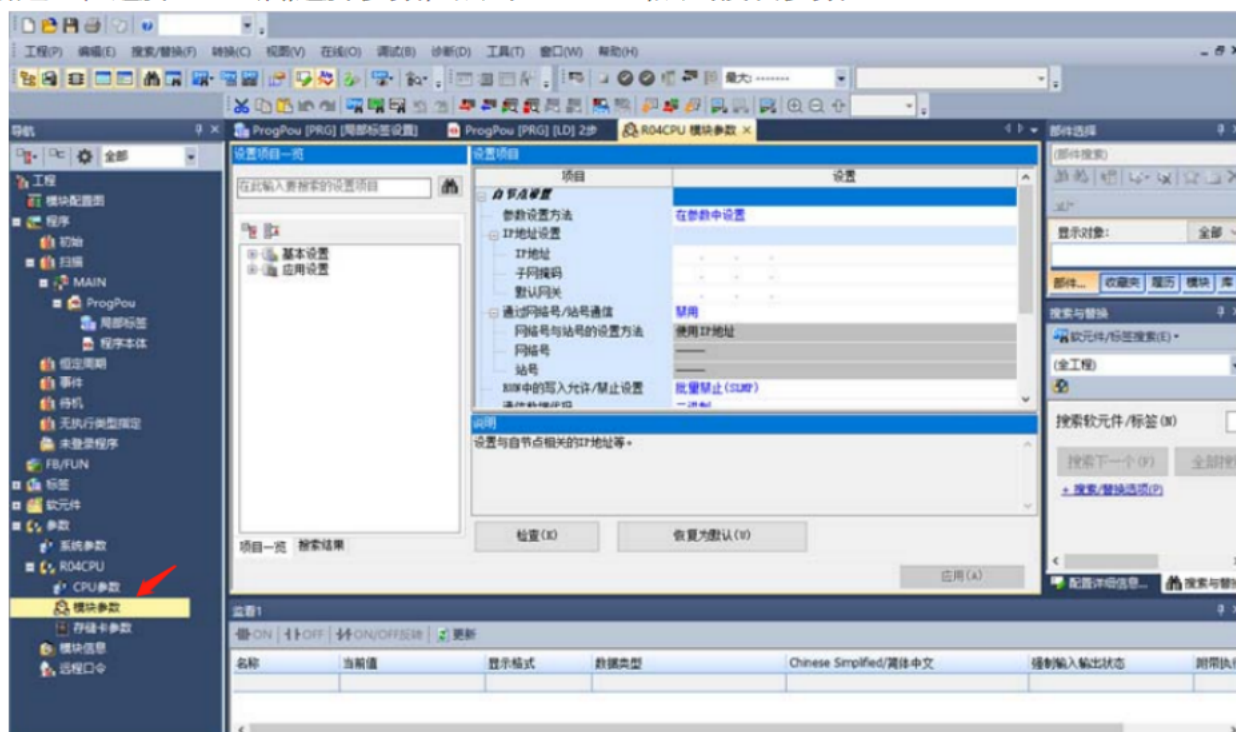 工程(P) 编辑(E) 搜索/替换(F) 转换(C) 视图(V) 在线(O) 调试(B) 诊断(D) 工具(T) 窗口(W) 帮助(H)
最大: --------
导航
全部
工程
模块配置图
程序
初始
扫描
MAIN
ProgPou
局部标签
程序本体
恒定周期
事件
待机
无执行类型指定
未登录程序
FB/FUN
标签
软元件
参数
系统参数
R04CPU
CPU参数
模块参数
存储卡参数
模块信息
远程口令
ProgPou [PRG] [局部标签设置]
ProgPou [PRG] [LD] 2步
R04CPU 模块参数
设置项目一览
在此输入要搜索的设置项目
基本设置
应用设置
项目一览 搜索结果
设置项目
项目 设置
自节点设置
参数设置方法 在参数中设置
IP地址设置
IP地址 . . .
子网掩码 . . .
默认网关 . . .
通过网络号/站号通信 禁用
网络号与站号的设置方法 使用IP地址
网络号 ——
站号 ——
RUN中的写入允许/禁止设置 批量禁止(SLMP)
通信数据代码 二进制
说明
设置与自节点相关的IP地址等。
检查(K) 恢复为默认(U)
应用(A)
监看1
ON OFF ON/OFF反转 更新
名称 当前值 显示格式 数据类型 Chinese Simplified/简体中文 强制输入输出状态
部件选择
(部件搜索)
显示对象: 全部
部件... 收藏夹 履历 模块 库
搜索与替换
软元件/标签搜索(E)
(全工程)
搜索软元件/标签(N)
搜索下一个(F)
+ 搜索/替换选项(P)
配置详细信息... 搜索与替换